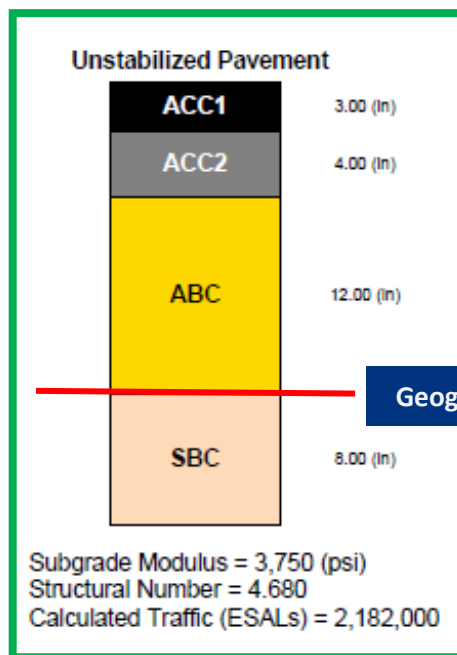 Unstabilized Pavement
ACC1 3.00 (in)
ACC2 4.00 (in)
ABC 12.00 (in)
Geog
SBC 8.00 (in)
Subgrade Modulus = 3,750 (psi)
Structural Number = 4.680
Calculated Traffic (ESALs) = 2,182,000